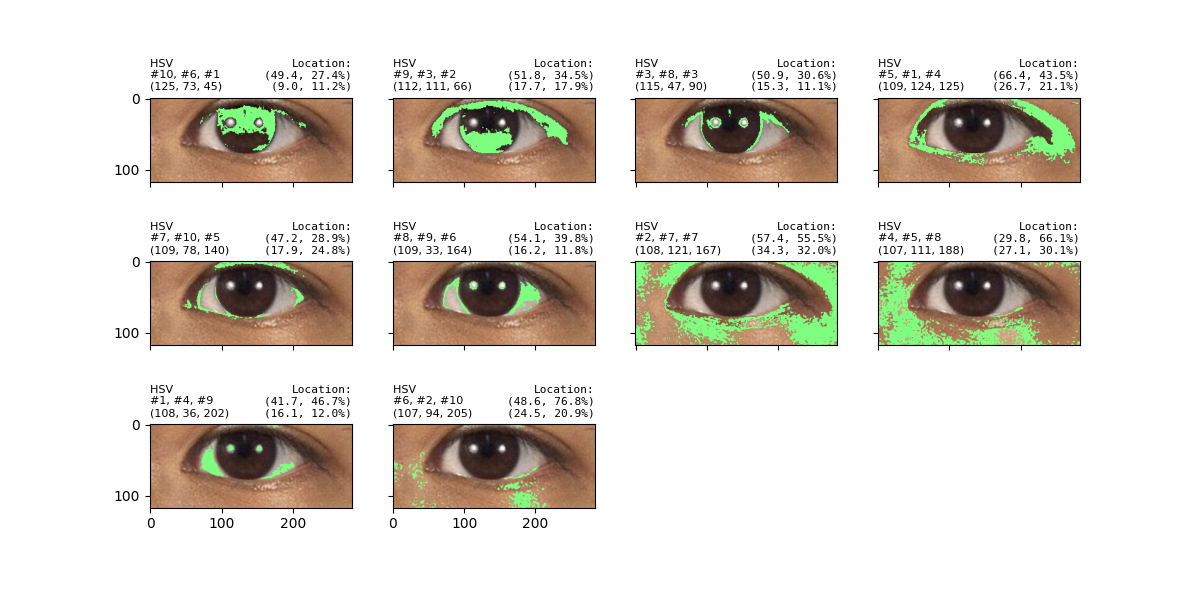 HSV Location:
#10, #6, #1 (49.4, 27.4%)
(125, 73, 45) (9.0, 11.2%)
HSV Location:
#9, #3, #2 (51.8, 34.5%)
(112, 111, 66) (17.7, 17.9%)
HSV Location:
#3, #8, #3 (50.9, 30.6%)
(115, 47, 90) (15.3, 11.1%)
HSV Location:
#5, #1, #4 (66.4, 43.5%)
(109, 124, 125) (26.7, 21.1%)
0
100
HSV Location:
#7, #10, #5 (47.2, 28.9%)
(109, 78, 140) (17.9, 24.8%)
HSV Location:
#8, #9, #6 (54.1, 39.8%)
(109, 33, 164) (16.2, 11.8%)
HSV Location:
#2, #7, #7 (57.4, 55.5%)
(108, 121, 167) (34.3, 32.0%)
HSV Location:
#4, #5, #8 (29.8, 66.1%)
(107, 111, 188) (27.1, 30.1%)
0
100
HSV Location:
#1, #4, #9 (41.7, 46.7%)
(108, 36, 202) (16.1, 12.0%)
HSV Location:
#6, #2, #10 (48.6, 76.8%)
(107, 94, 205) (24.5, 20.9%)
0
100
0 100 200
0 100 200